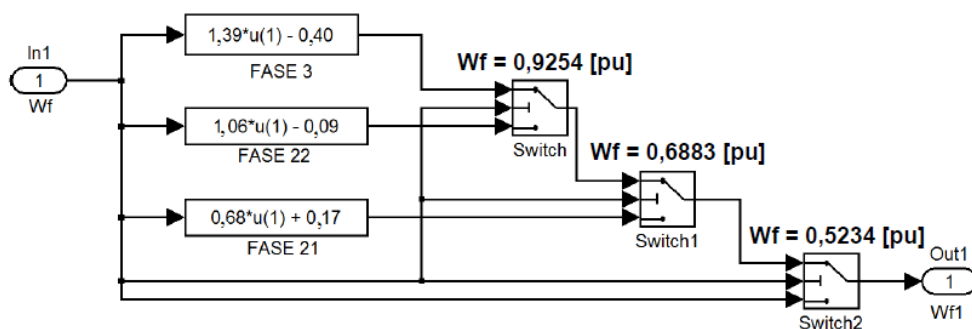 In1
1
Wf
1,39*u(1) - 0,40
FASE 3
Wf = 0,9254 [pu]
1,06*u(1) - 0,09
FASE 22
Switch
Wf = 0,6883 [pu]
0,68*u(1) + 0,17
FASE 21
Switch1
Wf = 0,5234 [pu]
Out1
1
Wf1
Switch2